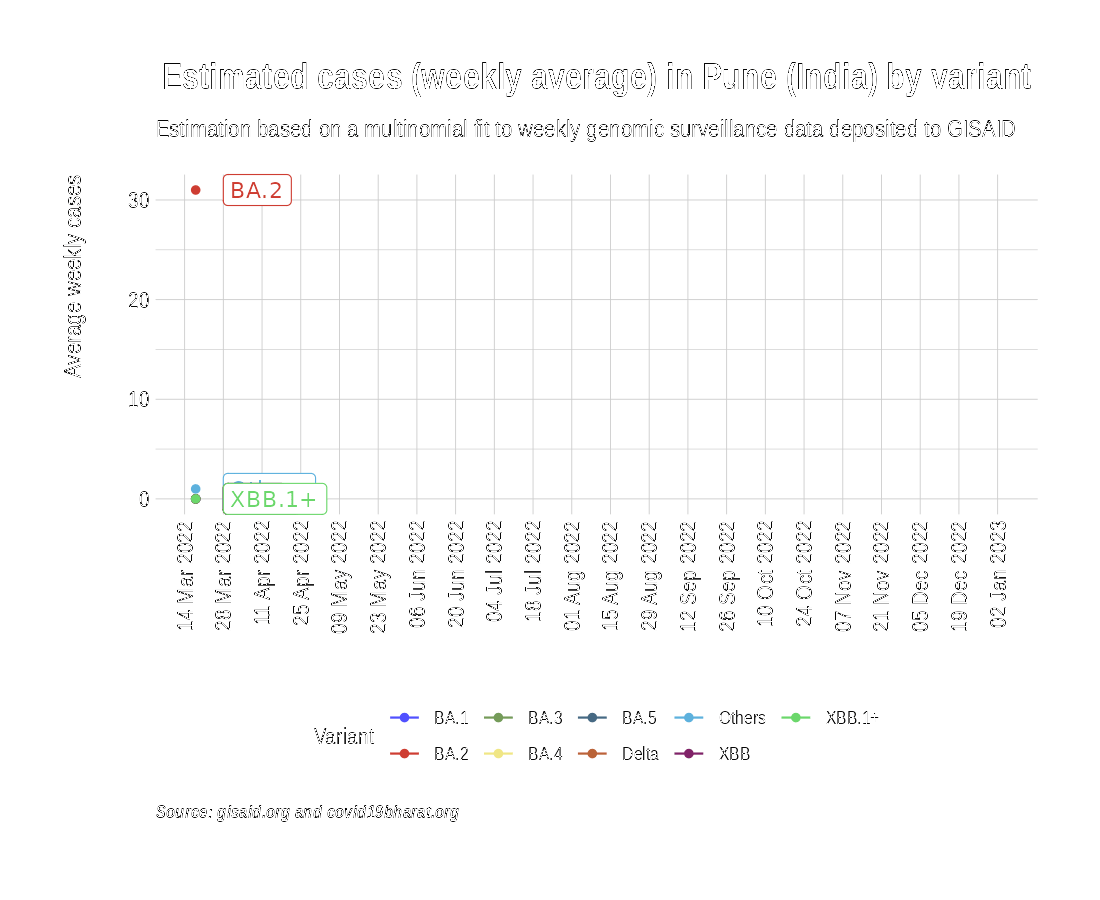 Estimated cases (weekly average) in Pune (India) by variant
Estimation based on a multinomial fit to weekly genomic surveillance data deposited to GISAID
Average weekly cases
30
20
10
0
BA.2
XBB.1+
14 Mar 2022
28 Mar 2022
11 Apr 2022
25 Apr 2022
09 May 2022
23 May 2022
06 Jun 2022
20 Jun 2022
04 Jul 2022
18 Jul 2022
01 Aug 2022
15 Aug 2022
29 Aug 2022
12 Sep 2022
26 Sep 2022
10 Oct 2022
24 Oct 2022
07 Nov 2022
21 Nov 2022
05 Dec 2022
19 Dec 2022
02 Jan 2023
Variant
BA.1 BA.3 BA.5 Others XBB.1+
BA.2 BA.4 Delta XBB
Source: gisaid.org and covid19bharat.org